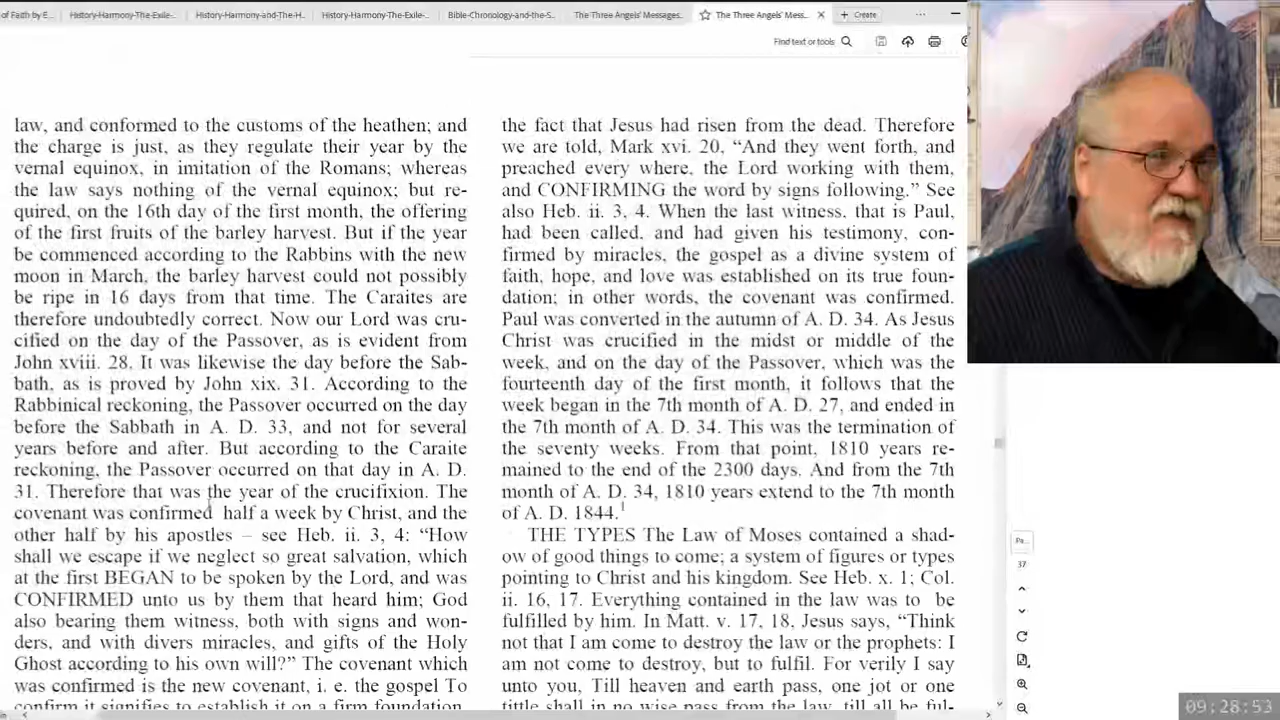 of Faith by E...
History-Harmony-The-Exile-...
History-Harmony-and-The-H...
History-Harmony-The-Exile-...
Bible-Chronology-and-the-S...
The Three Angels' Messages...
The Three Angels' Mess...
Create
Find text or tools
law, and conformed to the customs of the heathen; and
the charge is just, as they regulate their year by the
vernal equinox, in imitation of the Romans; whereas
the law says nothing of the vernal equinox; but re-
quired, on the 16th day of the first month, the offering
of the first fruits of the barley harvest. But if the year
be commenced according to the Rabbins with the new
moon in March, the barley harvest could not possibly
be ripe in 16 days from that time. The Caraites are
therefore undoubtedly correct. Now our Lord was cru-
cified on the day of the Passover, as is evident from
John xviii. 28, It was likewise the day before the Sab-
bath, as is proved by John xix. 31. According to the
Rabbinical reckoning, the Passover occurred on the day
before the Sabbath in A. D. 33, and not for several
years before and after. But according to the Caraite
reckoning, the Passover occurred on that day in A. D.
31. Therefore that was the year of the crucifixion. The
covenant was confirmed half a week by Christ, and the
other half by his apostles – see Heb. ii. 3, 4: “How
shall we escape if we neglect so great salvation, which
at the first BEGAN to be spoken by the Lord, and was
CONFIRMED unto us by them that heard him; God
also bearing them witness, both with signs and won-
ders, and with divers miracles, and gifts of the Holy
Ghost according to his own will?” The covenant which
was confirmed is the new covenant, i. e. the gospel To
confirm it signifies to establish it on a firm foundation.
the fact that Jesus had risen from the dead. Therefore
we are told, Mark xvi. 20, “And they went forth, and
preached every where, the Lord working with them,
and CONFIRMING the word by signs following.” See
also Heb. ii. 3, 4. When the last witness, that is Paul,
had been called, and had given his testimony, con-
firmed by miracles, the gospel as a divine system of
faith, hope, and love was established on its true foun-
dation; in other words, the covenant was confirmed.
Paul was converted in the autumn of A. D. 34. As Jesus
Christ was crucified in the midst or middle of the
week, and on the day of the Passover, which was the
fourteenth day of the first month, it follows that the
week began in the 7th month of A. D. 27, and ended in
the 7th month of A. D. 34. This was the termination of
the seventy weeks. From that point, 1810 years re-
mained to the end of the 2300 days. And from the 7th
month of A. D. 34, 1810 years extend to the 7th month
of A. D. 1844.1
THE TYPES The Law of Moses contained a shad-
ow of good things to come; a system of figures or types
pointing to Christ and his kingdom. See Heb. x. 1; Col.
ii. 16, 17. Everything contained in the law was to be
fulfilled by him. In Matt. v. 17, 18, Jesus says, “Think
not that I am come to destroy the law or the prophets: I
am not come to destroy, but to fulfil. For verily I say
unto you, Till heaven and earth pass, one jot or one
tittle shall in no wise pass from the law, till all be ful-
Pa...
37
09:28:53